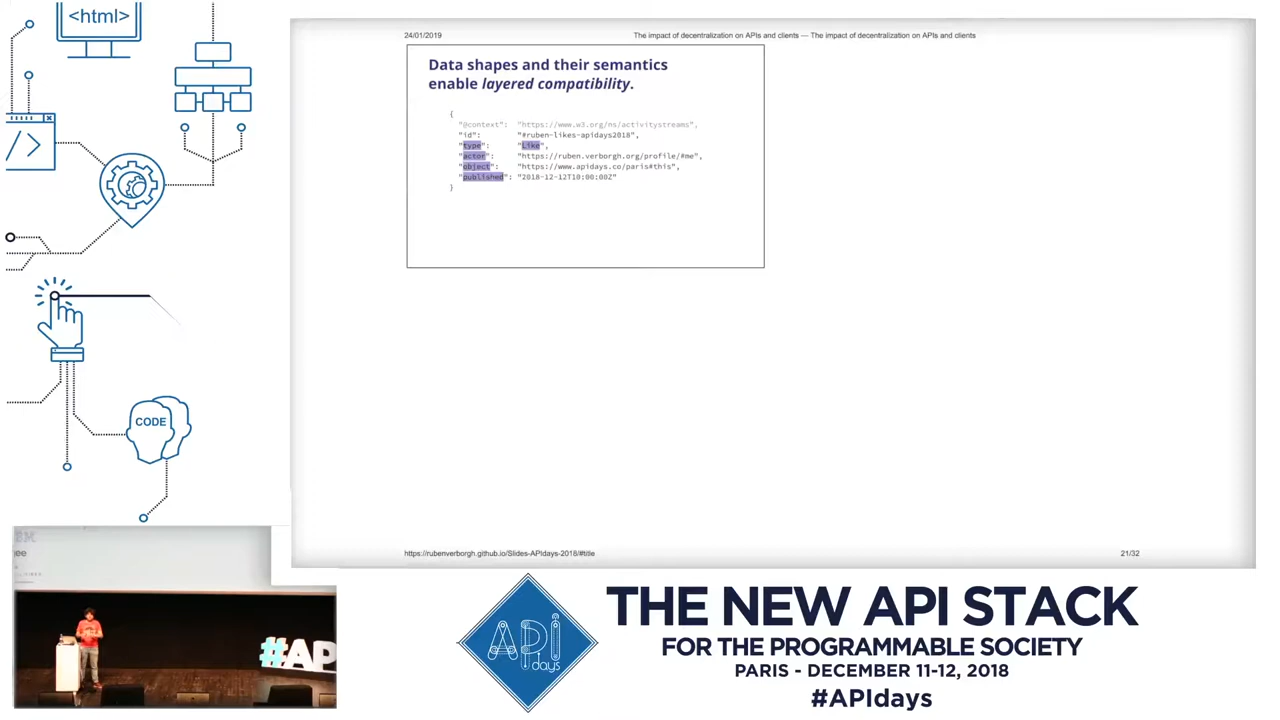 <html>
</>
CODE
24/01/2019
The impact of decentralization on APIs and clients — The impact of decentralization on APIs and clients
Data shapes and their semantics
enable layered compatibility.
{
"@context": "https://www.w3.org/ns/activitystreams",
"id": "#ruben-likes-apidays2018",
"type": "Like",
"actor": "https://ruben.verborgh.org/profile/#me",
"object": "https://www.apidays.co/paris#this",
"published": "2018-12-12T10:00:00Z"
}
https://rubenverborgh.github.io/Slides-APIdays-2018/#title
21/32
#AP
API
days
THE NEW API STACK
FOR THE PROGRAMMABLE SOCIETY
PARIS - DECEMBER 11-12, 2018
#APIdays